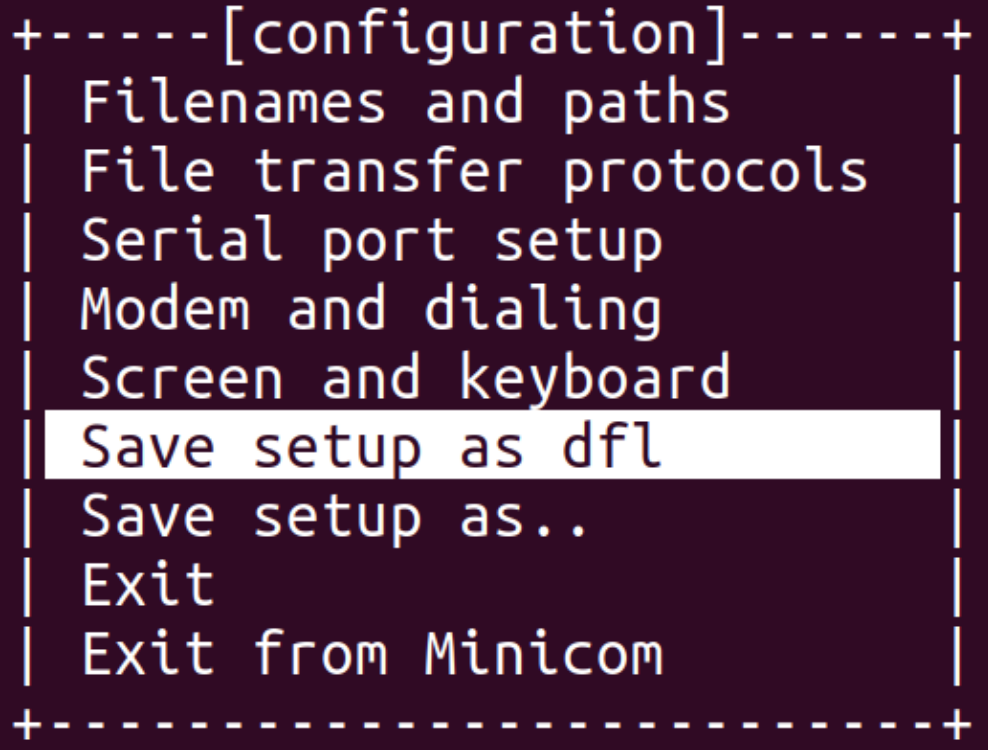 +-----[configuration]------+
| Filenames and paths      |
| File transfer protocols  |
| Serial port setup        |
| Modem and dialing        |
| Screen and keyboard      |
| Save setup as dfl        |
| Save setup as..          |
| Exit                     |
| Exit from Minicom        |
+--------------------------+